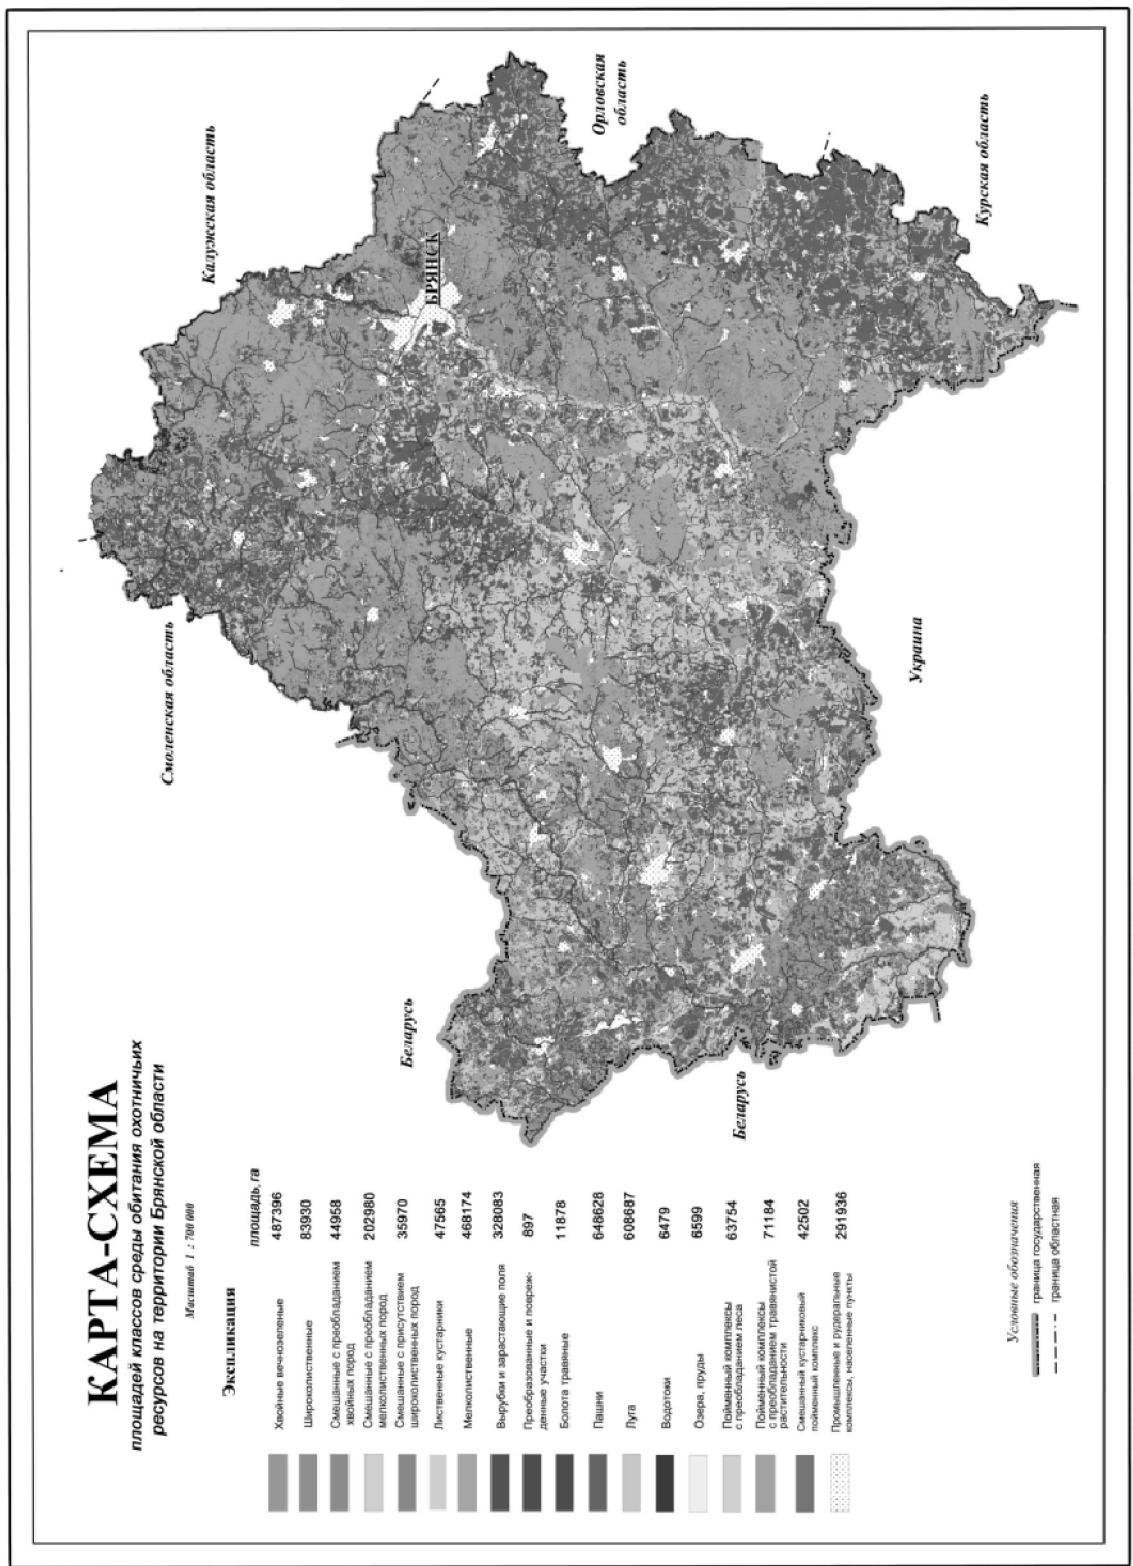 КАРТА-СХЕМА
площадей классов среды обитания охотничьих
ресурсов на территории Брянской области
Масштаб 1 : 700 000
Экспликация
площадь, га
Хвойные вечнозеленые 487396
Широколиственные 83930
Смешанные с преобладанием
хвойных пород 44958
Смешанные с преобладанием
мелколиственных пород 202980
Смешанные с присутствием
широколиственных пород 35970
Лиственные кустарники 47565
Мелколиственные 468174
Вырубки и зарастающие поля 328083
Преобразованные и повреж-
денные участки 897
Болота травяные 11878
Пашни 648628
Луга 608687
Водотоки 6479
Озера, пруды 6599
Пойменный комплексы
с преобладанием леса 63754
Пойменный комплексы
с преобладанием травянистой
растительности 71184
Смешанный кустарниковый
пойменный комплекс 42502
Промышленные и рудеральные
комплексы, населенные пункты 291936
Условные обозначения
граница государственная
граница областная
Беларусь
Беларусь
Смоленская область
Калужская область
БРЯНСК
Орловская
область
Курская область
Украина